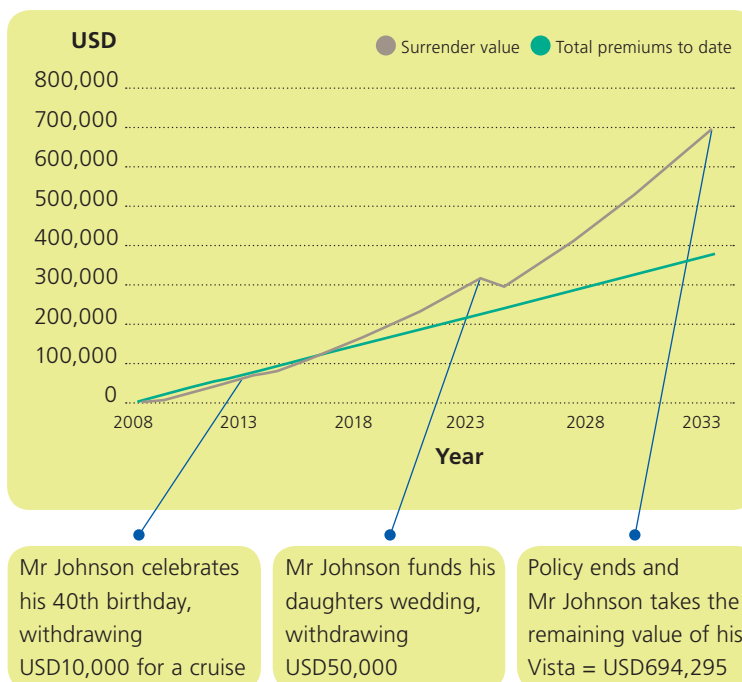 USD
Surrender value
Total premiums to date
800,000
700,000
600,000
500,000
400,000
300,000
200,000
100,000
0
2008 2013 2018 2023 2028 2033
Year
Mr Johnson celebrates
his 40th birthday,
withdrawing
USD10,000 for a cruise
Mr Johnson funds his
daughters wedding,
withdrawing
USD50,000
Policy ends and
Mr Johnson takes the
remaining value of his
Vista = USD694,295